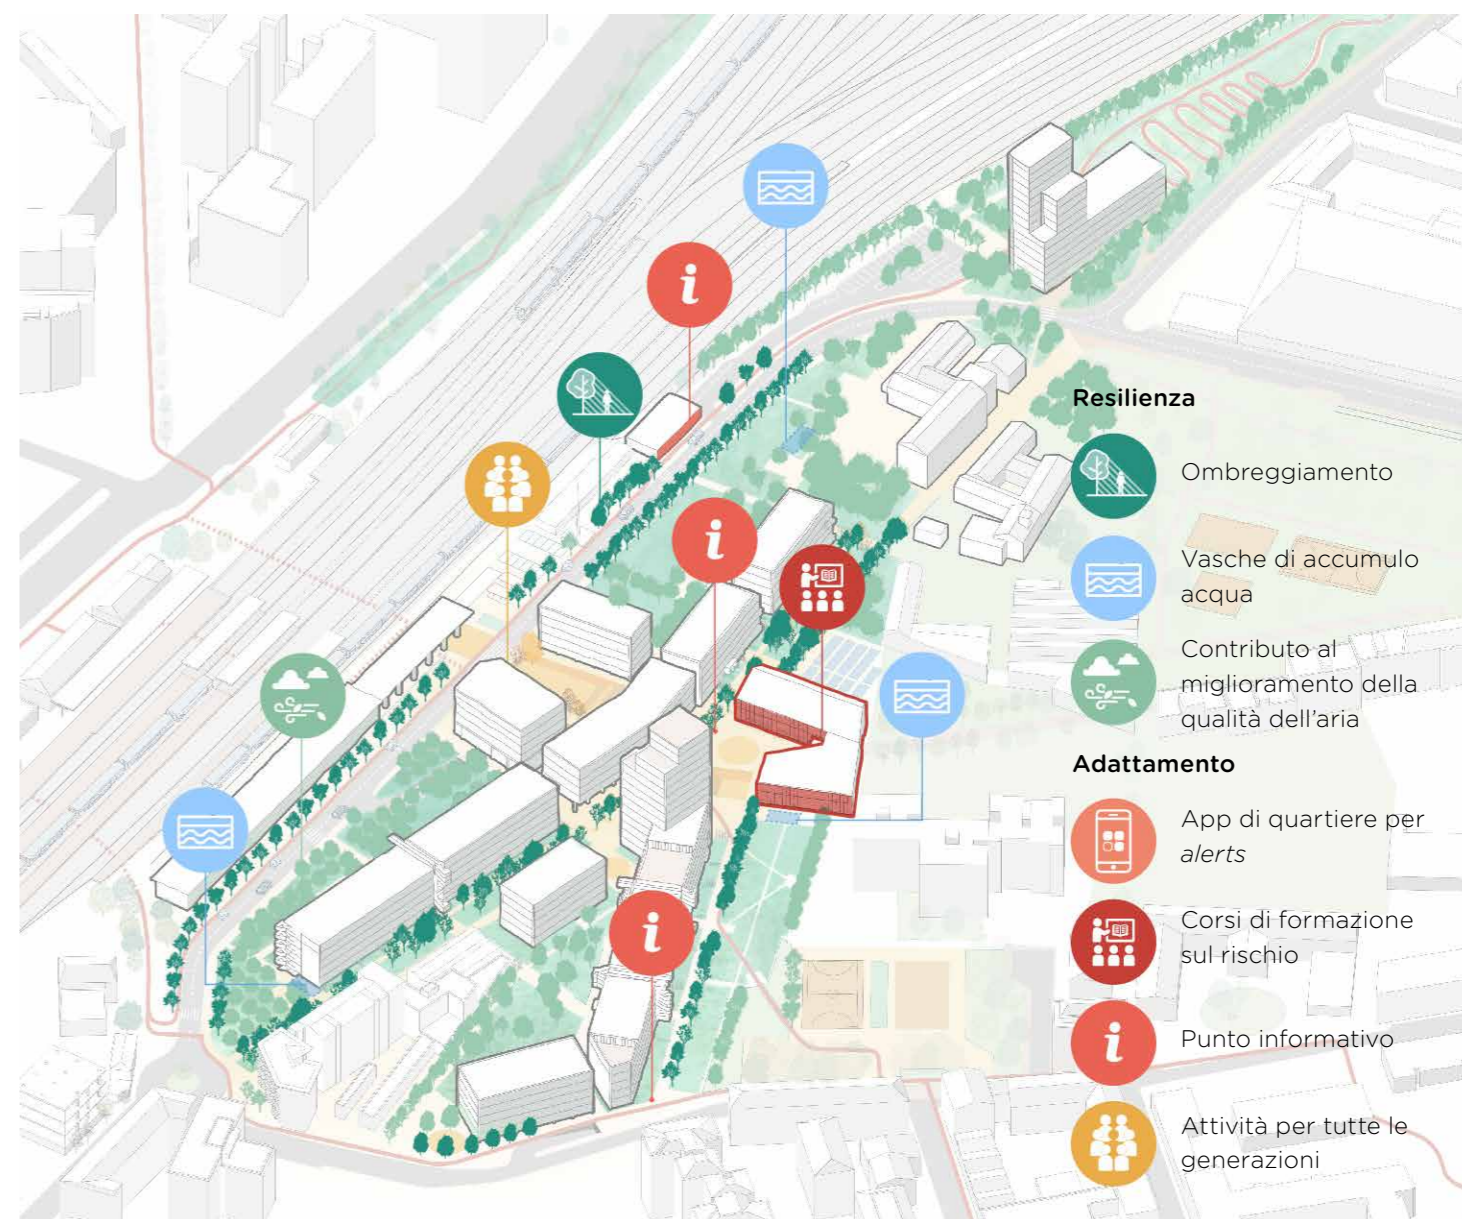 Resilienza
Ombreggiamento
Vasche di accumulo
acqua
Contributo al
miglioramento della
qualità dell'aria
Adattamento
App di quartiere per
alerts
Corsi di formazione
sul rischio
Punto informativo
Attività per tutte le
generazioni